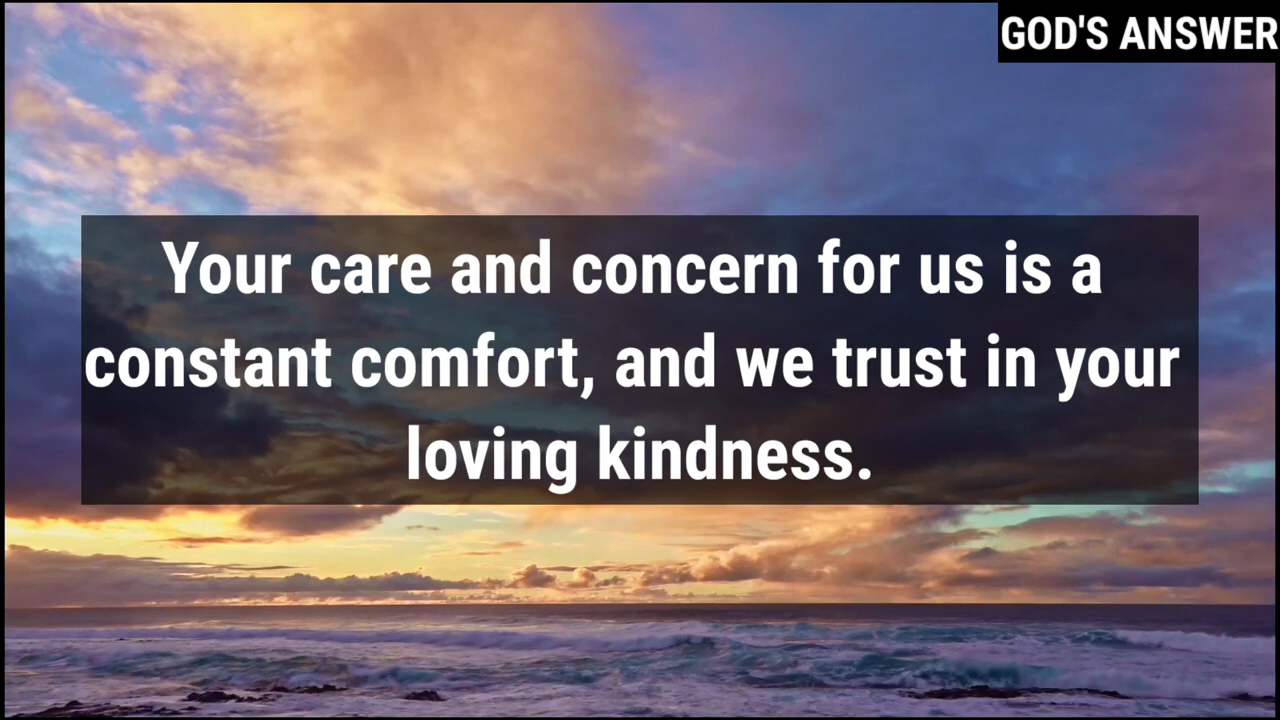 GOD'S ANSWER
Your care and concern for us is a
constant comfort, and we trust in your
loving kindness.